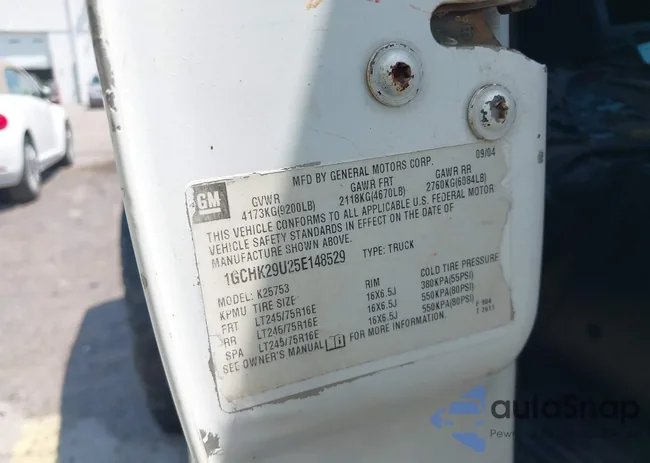 09/04
MFD BY GENERAL MOTORS CORP.
GM
GVWR GAWR FRT GAWR RR
4173KG(9200LB) 2118KG(4670LB) 2760KG(6084LB)
THIS VEHICLE CONFORMS TO ALL APPLICABLE U.S. FEDERAL MOTOR
VEHICLE SAFETY STANDARDS IN EFFECT ON THE DATE OF
MANUFACTURE SHOWN ABOVE.
1GCHK29U25E148529 TYPE: TRUCK
MODEL: K25753
KPMU TIRE SIZE RIM COLD TIRE PRESSURE
FRT LT245/75R16E 16X6.5J 380KPA(55PSI)
RR LT245/75R16E 16X6.5J 550KPA(80PSI)
SPA LT245/75R16E 16X6.5J 550KPA(80PSI)
SEE OWNER'S MANUAL FOR MORE INFORMATION.
autoSnap
Powe